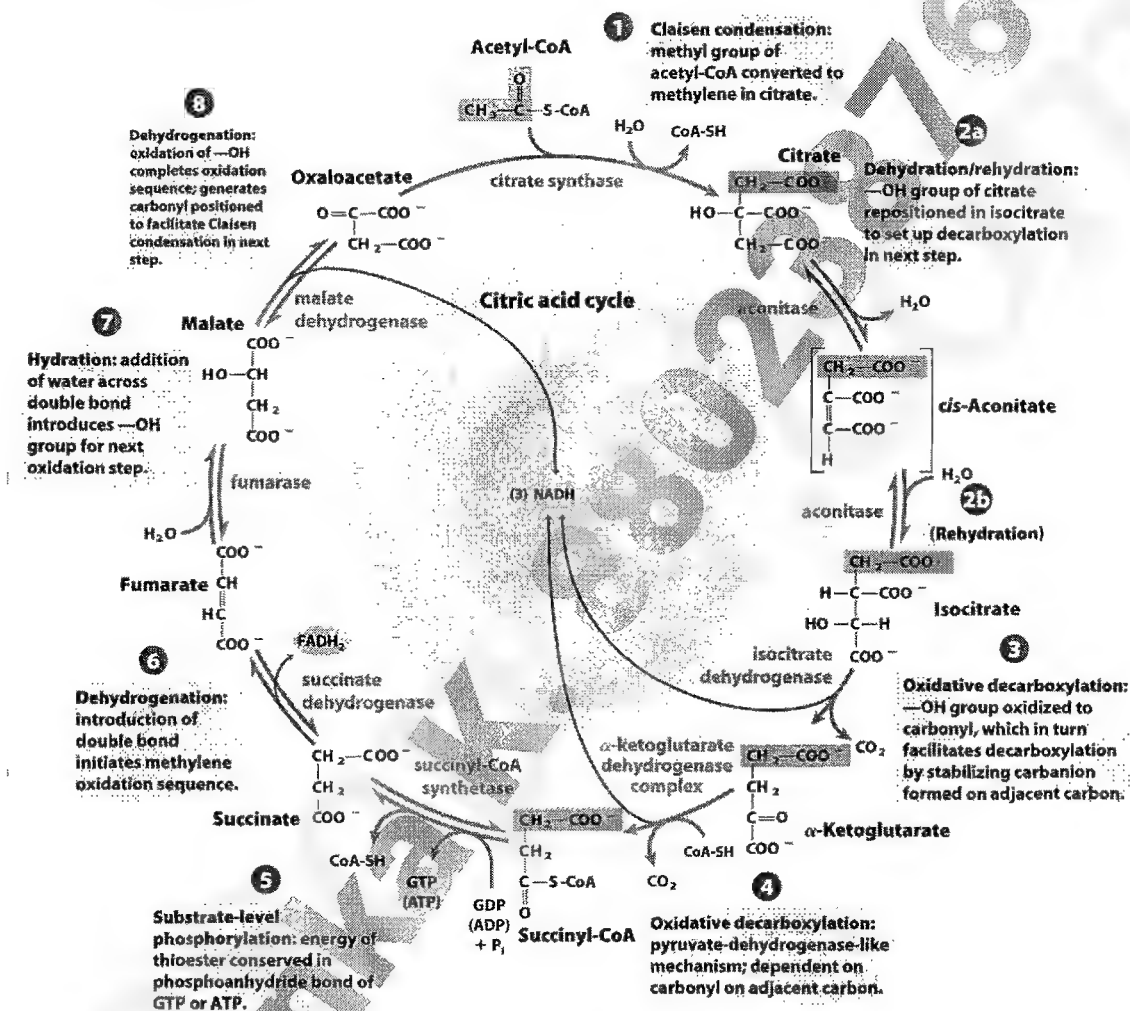 1
Claisen condensation:
methyl group of
acetyl-CoA converted to
methylene in citrate.
Acetyl-CoA
O
CH₃—C—S-CoA
8
Dehydrogenation:
oxidation of —OH
completes oxidation
sequence; generates
carbonyl positioned
to facilitate Claisen
condensation in next
step.
Oxaloacetate
O=C—COO⁻
CH₂—COO⁻
H₂O
CoA-SH
citrate synthase
Citrate
CH₂—COO⁻
HO—C—COO⁻
CH₂—COO⁻
2a
Dehydration/rehydration:
—OH group of citrate
repositioned in isocitrate
to set up decarboxylation
in next step.
Citric acid cycle
malate
dehydrogenase
aconitase
H₂O
7
Malate
COO⁻
HO—CH
CH₂
COO⁻
Hydration: addition
of water across
double bond
introduces —OH
group for next
oxidation step.
CH₂—COO⁻
C—COO⁻
C—COO⁻
H
cis-Aconitate
fumarase
H₂O
(3) NADH
aconitase
H₂O
2b
(Rehydration)
Fumarate
COO⁻
CH
HC
COO⁻
CH₂—COO⁻
H—C—COO⁻
HO—C—H
COO⁻
Isocitrate
FADH₂
6
Dehydrogenation:
introduction of
double bond
initiates methylene
oxidation sequence.
succinate
dehydrogenase
isocitrate
dehydrogenase
3
Oxidative decarboxylation:
—OH group oxidized to
carbonyl, which in turn
facilitates decarboxylation
by stabilizing carbanion
formed on adjacent carbon.
CO₂
α-ketoglutarate
dehydrogenase
complex
CH₂—COO⁻
CH₂
C=O
COO⁻
α-Ketoglutarate
CH₂—COO⁻
CH₂
COO⁻
Succinate
succinyl-CoA
synthetase
CoA-SH
GTP
(ATP)
GDP
(ADP)
+ Pᵢ
CH₂—COO⁻
CH₂
C—S-CoA
O
Succinyl-CoA
CoA-SH
CO₂
5
Substrate-level
phosphorylation: energy of
thioester conserved in
phosphoanhydride bond of
GTP or ATP.
4
Oxidative decarboxylation:
pyruvate-dehydrogenase-like
mechanism; dependent on
carbonyl on adjacent carbon.